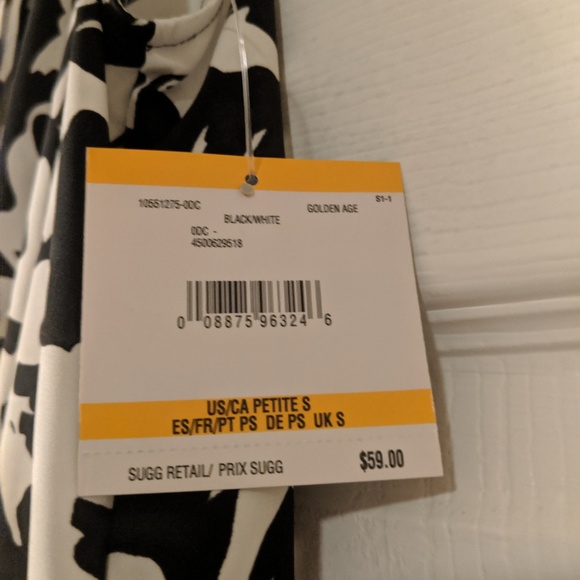 10551275-0DC GOLDEN AGE S1-1
BLACK/WHITE
0DC -
4500629518
0 08875 96324 6
US/CA PETITE S
ES/FR/PT PS DE PS UK S
SUGG RETAIL/ PRIX SUGG $59.00